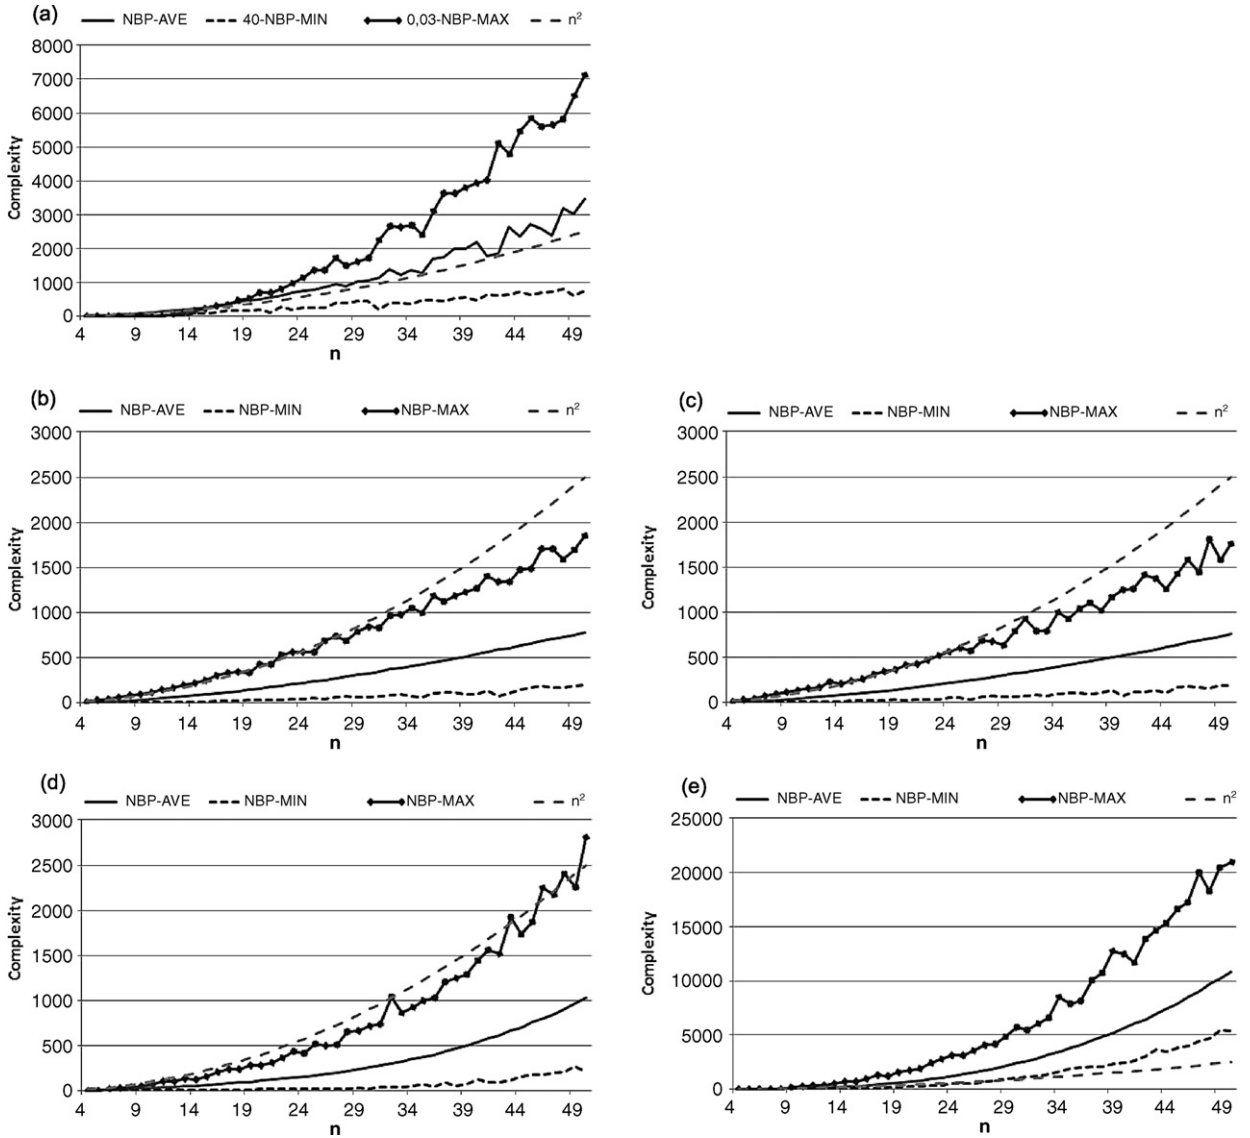 (a)
NBP-AVE 40-NBP-MIN 0,03-NBP-MAX n²
8000
7000
6000
5000
4000
3000
2000
1000
0
Complexity
4 9 14 19 24 29 34 39 44 49
n
(b)
NBP-AVE NBP-MIN NBP-MAX n²
3000
2500
2000
1500
1000
500
0
Complexity
4 9 14 19 24 29 34 39 44 49
n
(c)
NBP-AVE NBP-MIN NBP-MAX n²
3000
2500
2000
1500
1000
500
0
Complexity
4 9 14 19 24 29 34 39 44 49
n
(d)
NBP-AVE NBP-MIN NBP-MAX n²
3000
2500
2000
1500
1000
500
0
Complexity
4 9 14 19 24 29 34 39 44 49
n
(e)
NBP-AVE NBP-MIN NBP-MAX n²
25000
20000
15000
10000
5000
0
Complexity
4 9 14 19 24 29 34 39 44 49
n